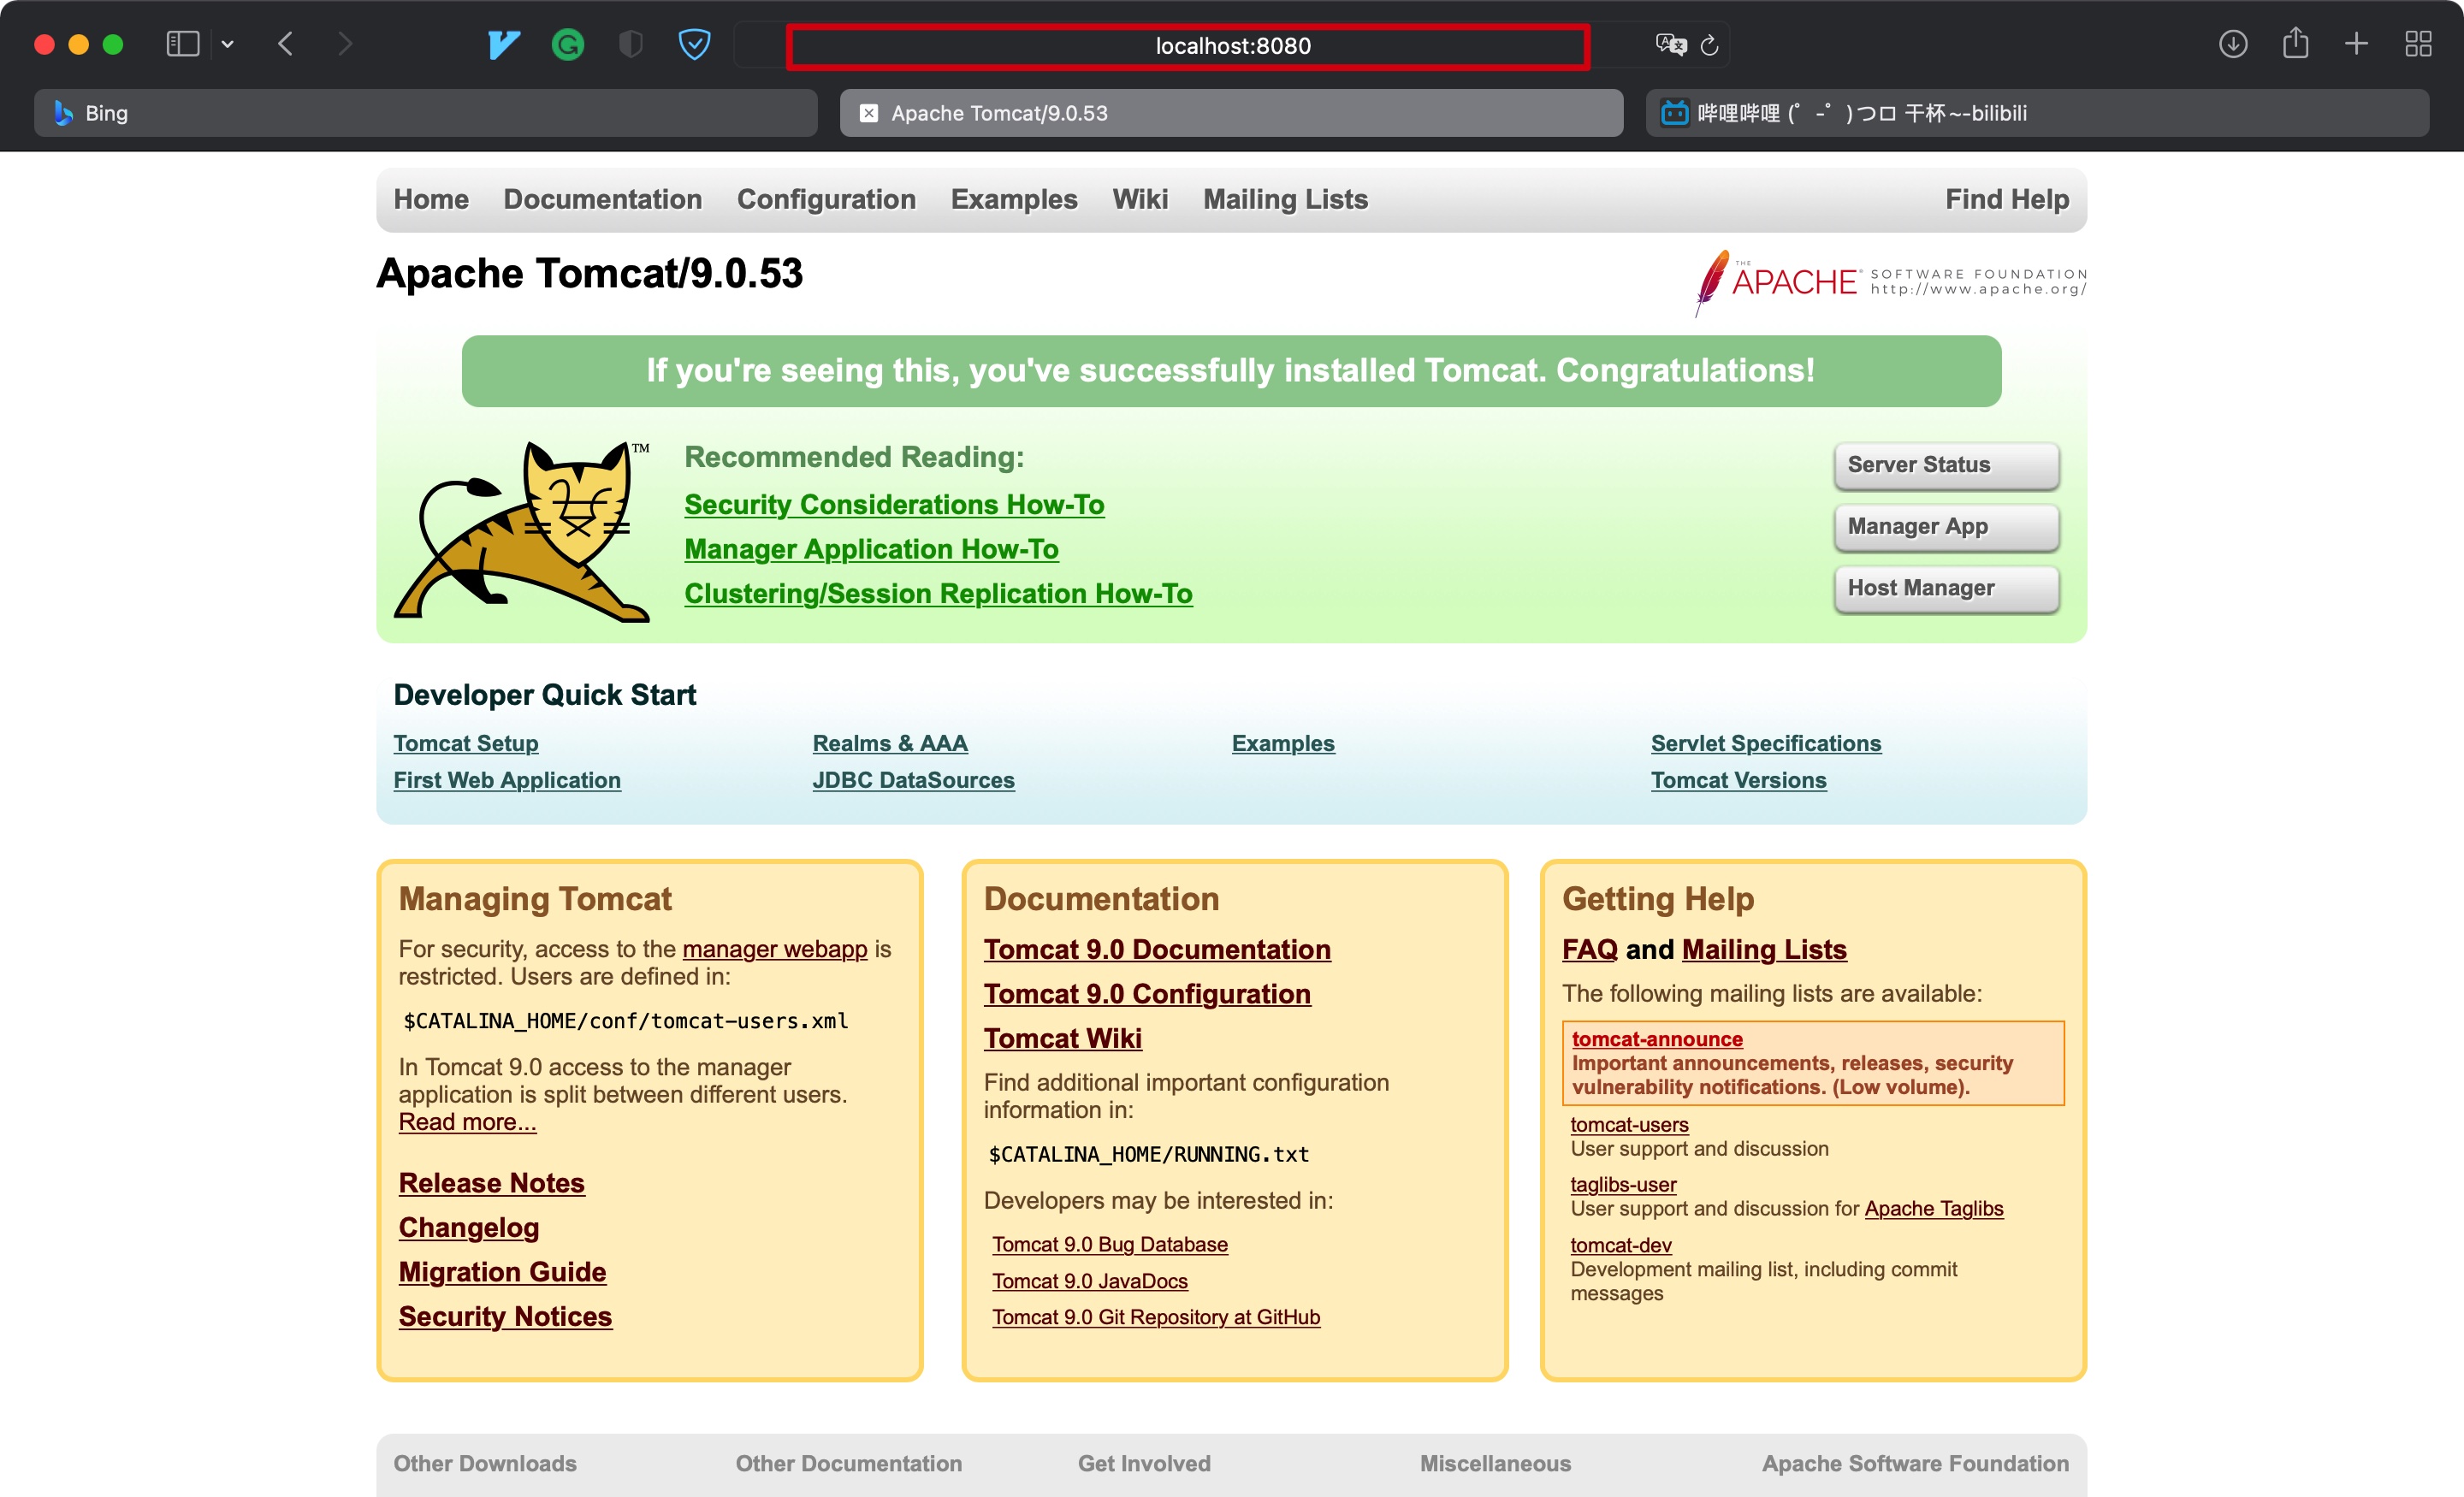 localhost:8080
Bing
Apache Tomcat/9.0.53
哔哩哔哩 (゜-゜)つロ 干杯~-bilibili
Home Documentation Configuration Examples Wiki Mailing Lists Find Help
Apache Tomcat/9.0.53
THE
APACHE® SOFTWARE FOUNDATION
http://www.apache.org/
If you're seeing this, you've successfully installed Tomcat. Congratulations!
TM
Recommended Reading:
Security Considerations How-To
Manager Application How-To
Clustering/Session Replication How-To
Server Status
Manager App
Host Manager
Developer Quick Start
Tomcat Setup
First Web Application
Realms & AAA
JDBC DataSources
Examples
Servlet Specifications
Tomcat Versions
Managing Tomcat
For security, access to the manager webapp is
restricted. Users are defined in:
$CATALINA_HOME/conf/tomcat-users.xml
In Tomcat 9.0 access to the manager
application is split between different users.
Read more...
Release Notes
Changelog
Migration Guide
Security Notices
Documentation
Tomcat 9.0 Documentation
Tomcat 9.0 Configuration
Tomcat Wiki
Find additional important configuration
information in:
$CATALINA_HOME/RUNNING.txt
Developers may be interested in:
Tomcat 9.0 Bug Database
Tomcat 9.0 JavaDocs
Tomcat 9.0 Git Repository at GitHub
Getting Help
FAQ and Mailing Lists
The following mailing lists are available:
tomcat-announce
Important announcements, releases, security
vulnerability notifications. (Low volume).
tomcat-users
User support and discussion
taglibs-user
User support and discussion for Apache Taglibs
tomcat-dev
Development mailing list, including commit
messages
Other Downloads
Other Documentation
Get Involved
Miscellaneous
Apache Software Foundation